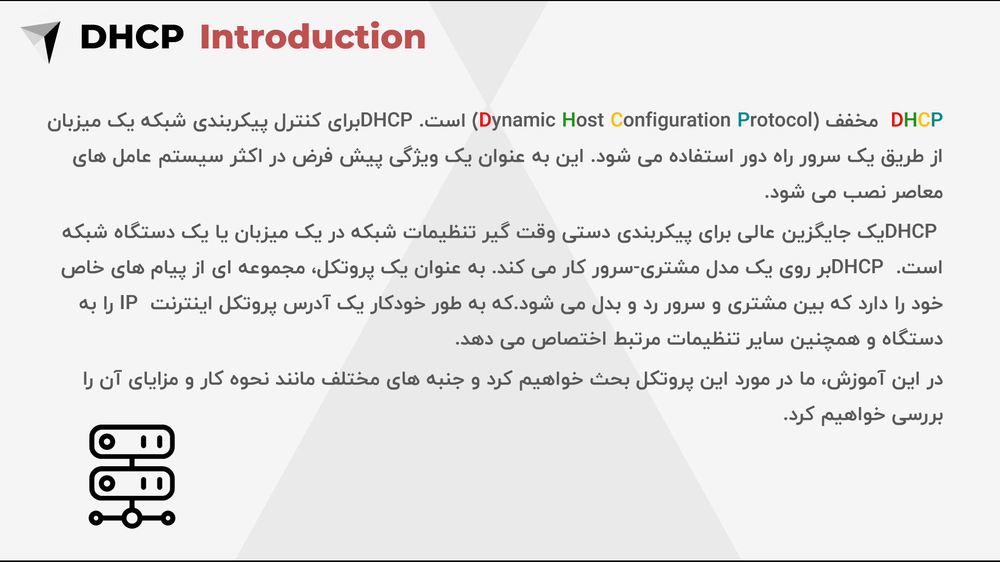 DHCP Introduction
DHCP مخفف (Dynamic Host Configuration Protocol) است. DHCPبرای کنترل پیکربندی شبکه یک میزبان
از طریق یک سرور راه دور استفاده می شود. این به عنوان یک ویژگی پیش فرض در اکثر سیستم عامل های
معاصر نصب می شود.
DHCPیک جایگزین عالی برای پیکربندی دستی وقت گیر تنظیمات شبکه در یک میزبان یا یک دستگاه شبکه
است. DHCPبر روی یک مدل مشتری-سرور کار می کند. به عنوان یک پروتکل، مجموعه ای از پیام های خاص
خود را دارد که بین مشتری و سرور رد و بدل می شود.که به طور خودکار یک آدرس پروتکل اینترنت IP را به
دستگاه و همچنین سایر تنظیمات مرتبط اختصاص می دهد.
در این آموزش، ما در مورد این پروتکل بحث خواهیم کرد و جنبه های مختلف مانند نحوه کار و مزایای آن را
بررسی خواهیم کرد.